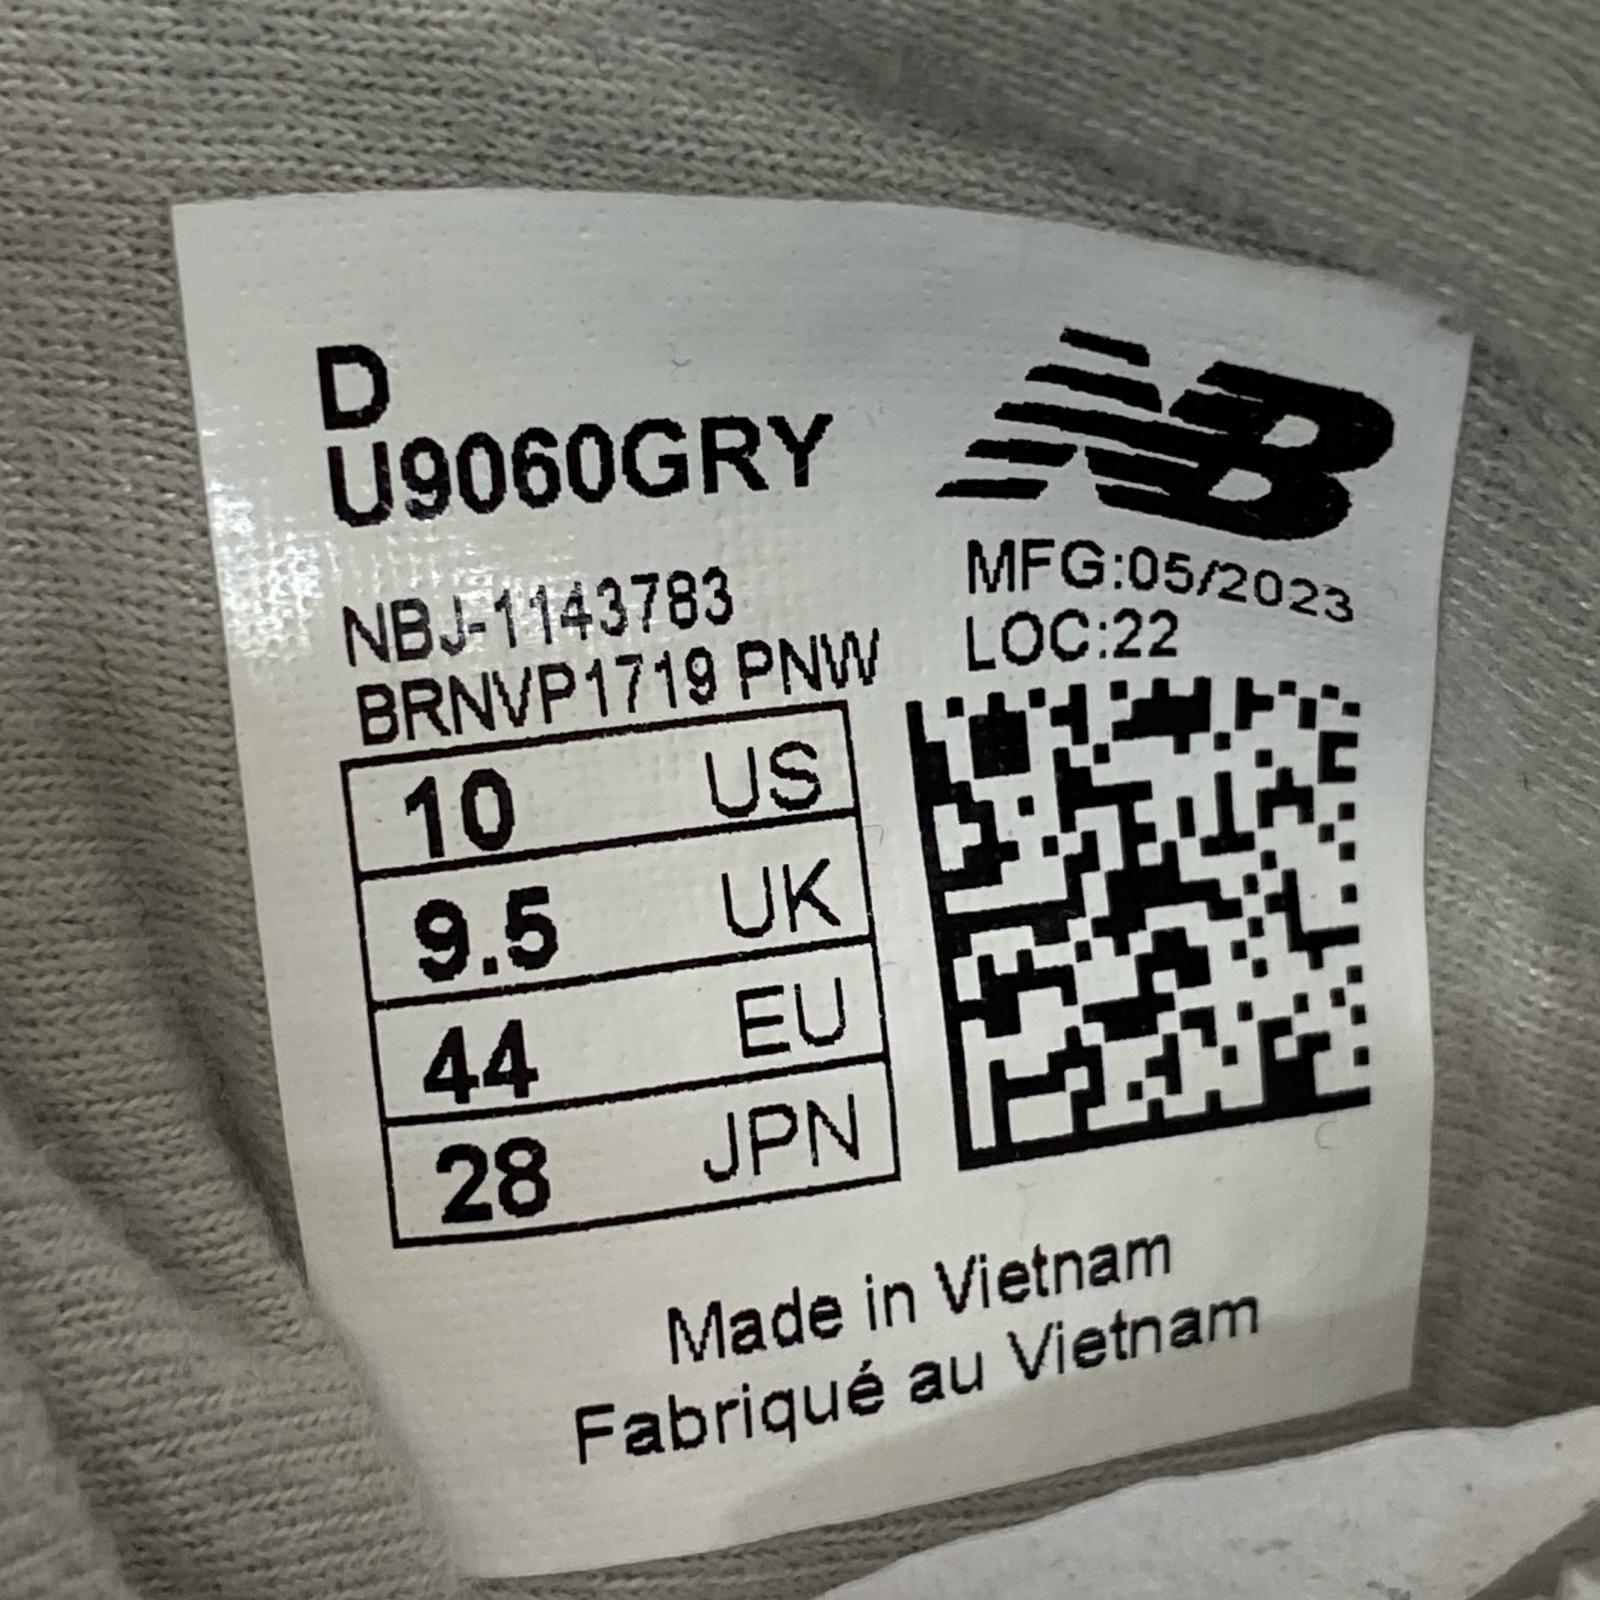 D
U9060GRY
NB
MFG:05/2023
LOC:22
NBJ-1143783
BRNVP1719 PNW
10 US
9.5 UK
44 EU
28 JPN
Made in Vietnam
Fabriqué au Vietnam